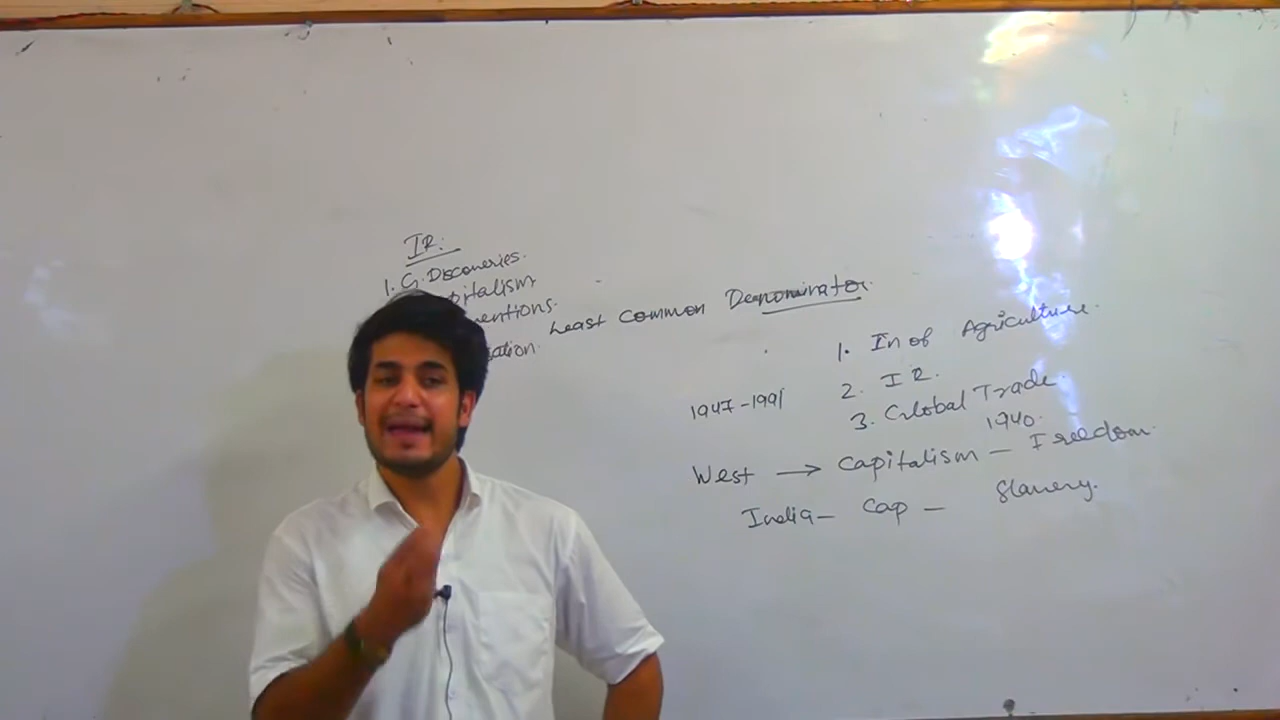 IR:
1. G. Discoveries.
pitalism
entions.
ation.
Least Common Denominator
1. In of Agriculture.
2. IR.
3. Global Trade
1947-1991
1940.
West → Capitalism - Freedom.
India - Cap - Slavery.